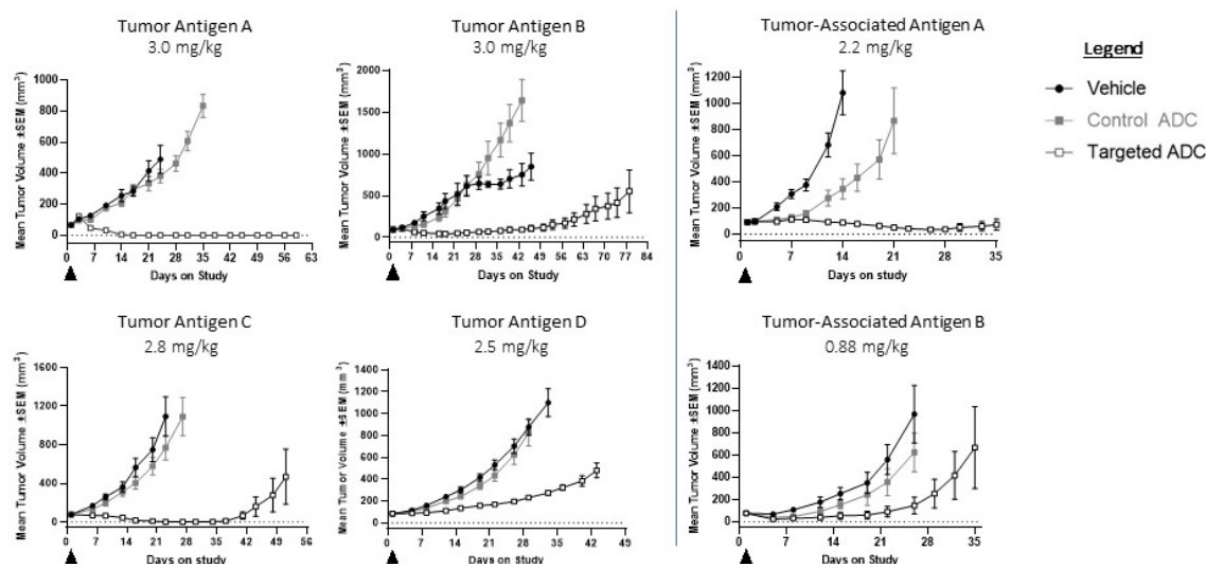 Tumor Antigen A
3.0 mg/kg
Mean Tumor Volume ±SEM (mm³)
1000
800
600
400
200
0
0 7 14 21 28 35 42 49 56 63
Days on Study
Tumor Antigen B
3.0 mg/kg
Mean Tumor Volume ±SEM (mm³)
2000
1500
1000
500
0
0 7 14 21 28 35 42 49 56 63 70 77 84
Days on Study
Tumor-Associated Antigen A
2.2 mg/kg
Mean Tumor Volume ±SEM (mm³)
1200
1000
800
600
400
200
0
0 7 14 21 28 35
Days on study
Legend
Vehicle
Control ADC
Targeted ADC
Tumor Antigen C
2.8 mg/kg
Mean Tumor Volume ±SEM (mm³)
1600
1200
800
400
0
0 7 14 21 28 35 42 49 56
Days on Study
Tumor Antigen D
2.5 mg/kg
Mean Tumor Volume ±SEM (mm³)
1400
1200
1000
800
600
400
200
0
0 7 14 21 28 35 42 49
Days on Study
Tumor-Associated Antigen B
0.88 mg/kg
Mean Tumor Volume ±SEM (mm³)
1400
1200
1000
800
600
400
200
0
0 7 14 21 28 35
Days on study